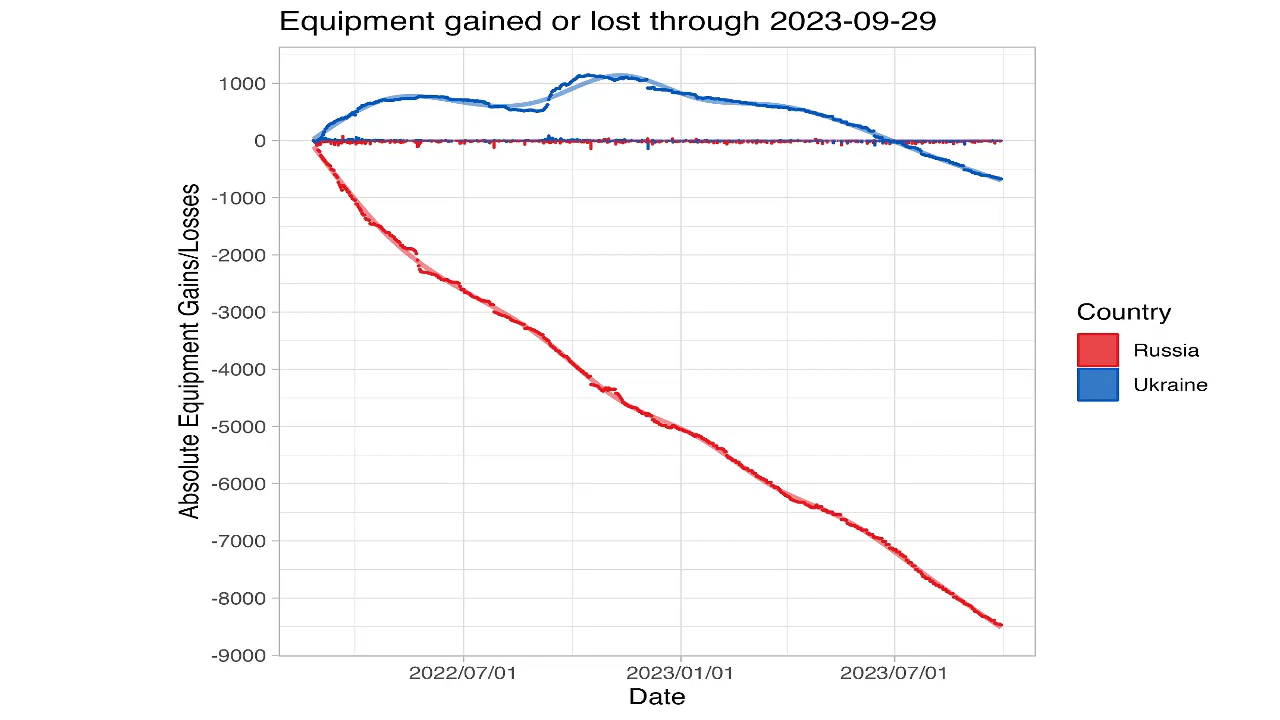 Equipment gained or lost through 2023-09-29
1000
0
-1000
-2000
-3000
-4000
-5000
-6000
-7000
-8000
-9000
Absolute Equipment Gains/Losses
2022/07/01 2023/01/01 2023/07/01
Date
Country
Russia
Ukraine